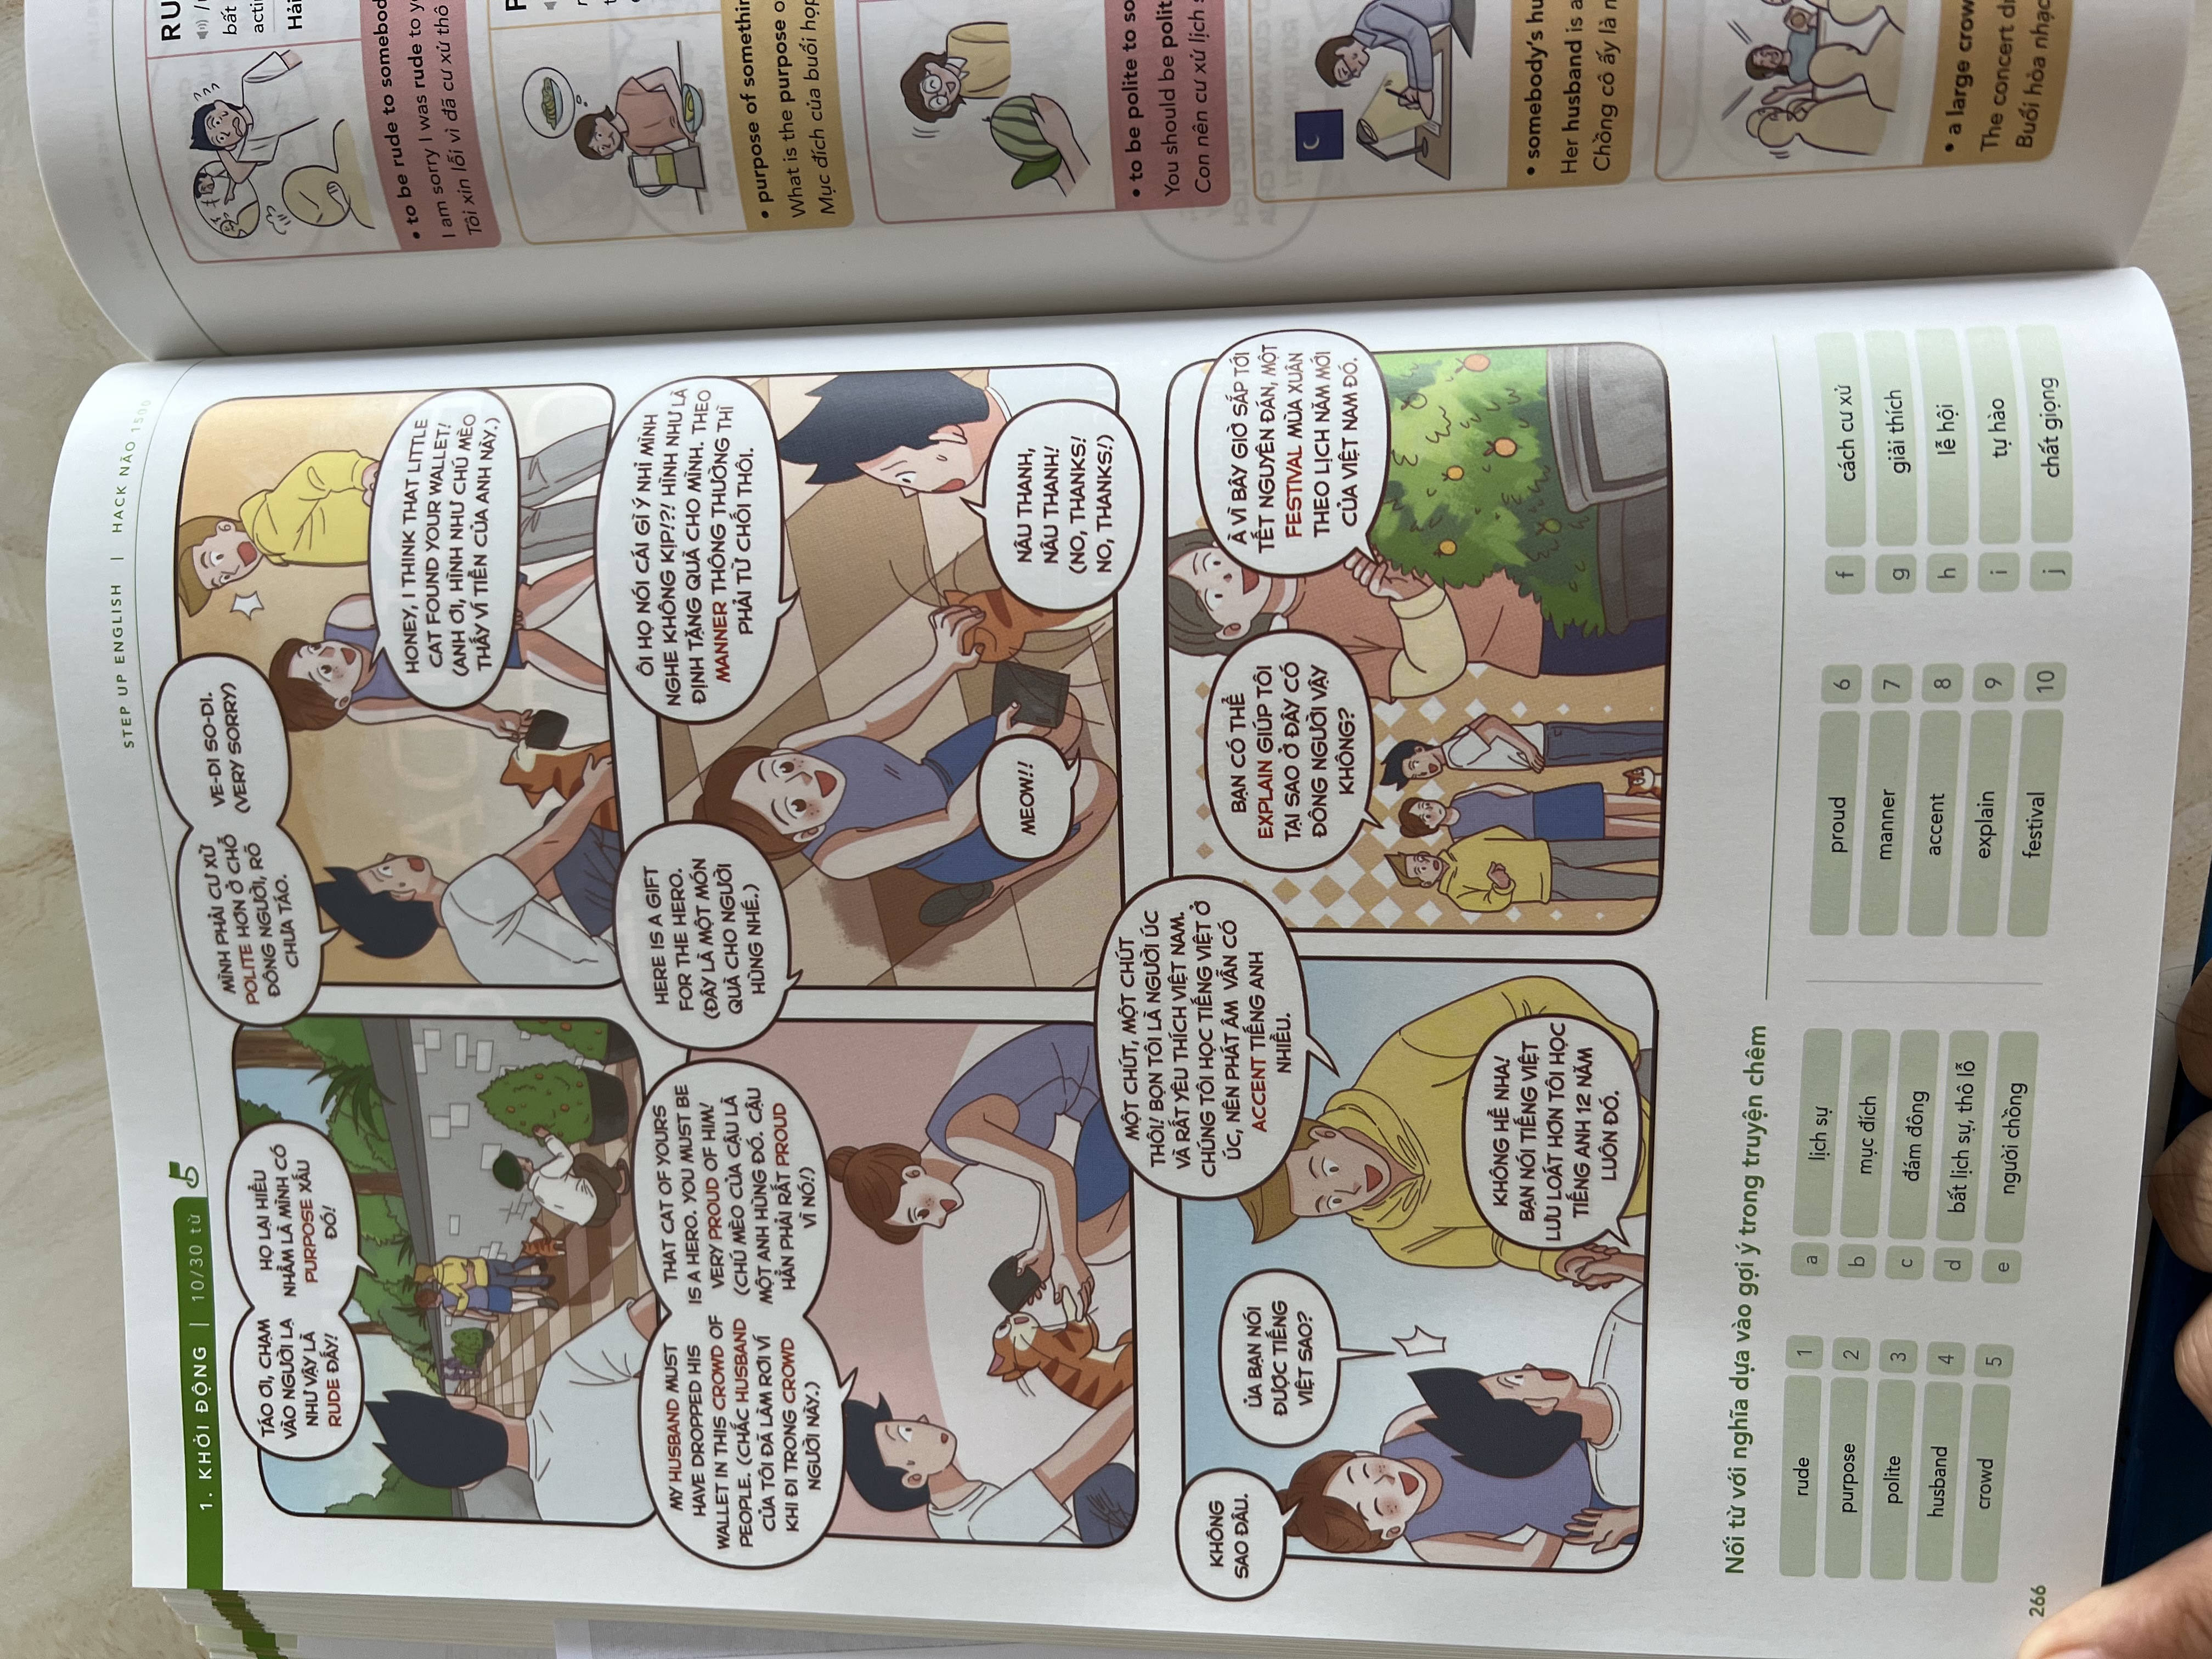 STEP UP ENGLISH | HACK NÃO 1500
1. KHỞI ĐỘNG | 10/30 từ
TÁO ƠI, CHẠM
VÀO NGƯỜI LẠ
NHƯ VẬY LÀ
RUDE ĐẤY!
HỌ LẠI HIỂU
NHẦM LÀ MÌNH CÓ
PURPOSE XẤU
ĐÓ!
MÌNH PHẢI CƯ XỬ
POLITE HƠN Ở CHỖ
ĐÔNG NGƯỜI, RÕ
CHƯA TÁO.
VE-DI SO-DI.
(VERY SORRY)
HONEY, I THINK THAT LITTLE
CAT FOUND YOUR WALLET!
(ANH ƠI, HÌNH NHƯ CHÚ MÈO
THẤY VÍ TIỀN CỦA ANH NÀY.)
MY HUSBAND MUST
HAVE DROPPED HIS
WALLET IN THIS CROWD OF
PEOPLE. (CHẮC HUSBAND
CỦA TÔI ĐÃ LÀM RƠI VÍ
KHI ĐI TRONG CROWD
NGƯỜI NÀY.)
THAT CAT OF YOURS
IS A HERO. YOU MUST BE
VERY PROUD OF HIM!
(CHÚ MÈO CỦA CẬU LÀ
MỘT ANH HÙNG ĐÓ. CẬU
HẲN PHẢI RẤT PROUD
VÌ NÓ!)
HERE IS A GIFT
FOR THE HERO.
(ĐÂY LÀ MỘT MÓN
QUÀ CHO NGƯỜI
HÙNG NHÉ.)
ÔI HỌ NÓI CÁI GÌ Ý NHỈ MÌNH
NGHE KHÔNG KỊP!?! HÌNH NHƯ LÀ
ĐỊNH TẶNG QUÀ CHO MÌNH. THEO
MANNER THÔNG THƯỜNG THÌ
PHẢI TỪ CHỐI THÔI.
MEOW!!
NÂU THANH,
NÂU THANH!
(NO, THANKS!
NO, THANKS!)
KHÔNG
SAO ĐÂU.
ỦA BẠN NÓI
ĐƯỢC TIẾNG
VIỆT SAO?
MỘT CHÚT, MỘT CHÚT
THÔI! BỌN TÔI LÀ NGƯỜI ÚC
VÀ RẤT YÊU THÍCH VIỆT NAM.
CHÚNG TÔI HỌC TIẾNG VIỆT Ở
ÚC, NÊN PHÁT ÂM VẪN CÓ
ACCENT TIẾNG ANH
NHIỀU.
KHÔNG HỀ NHA!
BẠN NÓI TIẾNG VIỆT
LƯU LOÁT HƠN TÔI HỌC
TIẾNG ANH 12 NĂM
LUÔN ĐÓ.
BẠN CÓ THỂ
EXPLAIN GIÚP TÔI
TẠI SAO Ở ĐÂY CÓ
ĐÔNG NGƯỜI VẬY
KHÔNG?
À VÌ BÂY GIỜ SẮP TỚI
TẾT NGUYÊN ĐÁN, MỘT
FESTIVAL MÙA XUÂN
THEO LỊCH NĂM MỚI
CỦA VIỆT NAM ĐÓ.
Nối từ với nghĩa dựa vào gợi ý trong truyện chêm
rude 1 a lịch sự
purpose 2 b mục đích
polite 3 c đám đông
husband 4 d bất lịch sự, thô lỗ
crowd 5 e người chồng
proud 6 f cách cư xử
manner 7 g giải thích
accent 8 h lễ hội
explain 9 i tự hào
festival 10 j chất giọng
266
RU
bất
acti
Hải
• to be rude to somebod
I am sorry I was rude to y
Tôi xin lỗi vì đã cư xử thô
P
• purpose of somethin
What is the purpose o
Mục đích của buổi họp
• to be polite to so
You should be polit
Con nên cư xử lịch s
• somebody's hu
Her husband is a
Chồng cô ấy là
• a large crow
The concert d
Buổi hòa nhạc